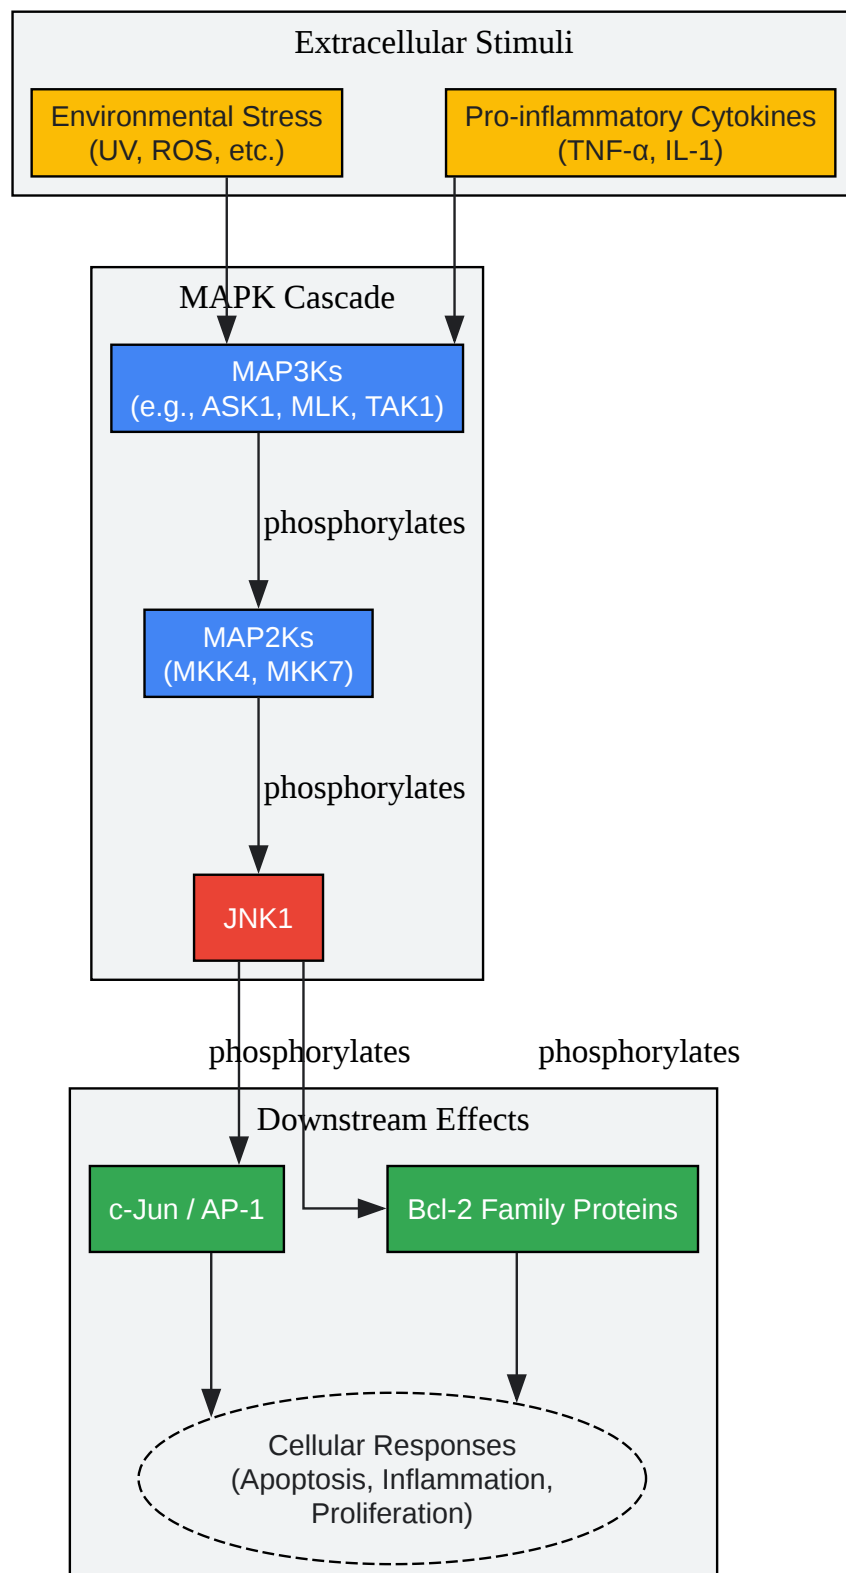 Extracellular Stimuli
Environmental Stress
(UV, ROS, etc.)
Pro-inflammatory Cytokines
(TNF-α, IL-1)
MAPK Cascade
MAP3Ks
(e.g., ASK1, MLK, TAK1)
phosphorylates
MAP2Ks
(MKK4, MKK7)
phosphorylates
JNK1
phosphorylates
phosphorylates
Downstream Effects
c-Jun / AP-1
Bcl-2 Family Proteins
Cellular Responses
(Apoptosis, Inflammation,
Proliferation)